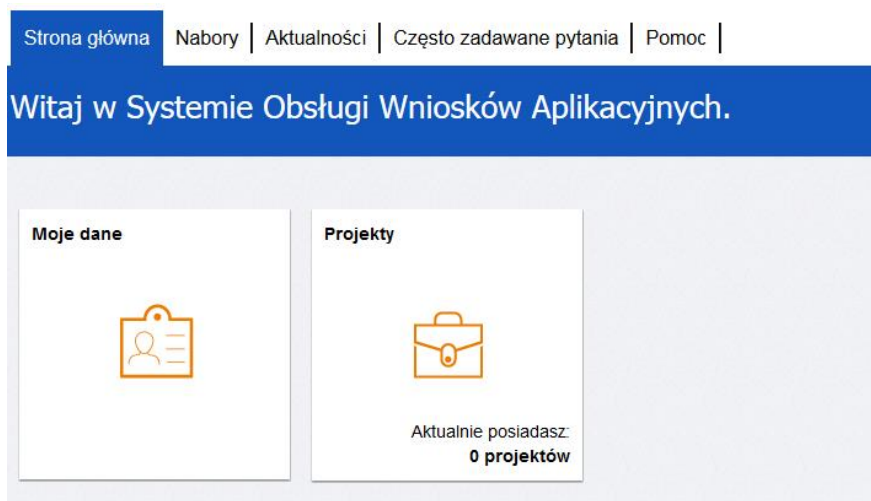 Strona główna Nabory Aktualności Często zadawane pytania Pomoc
Witaj w Systemie Obsługi Wniosków Aplikacyjnych.
Moje dane
Projekty
Aktualnie posiadasz:
0 projektów